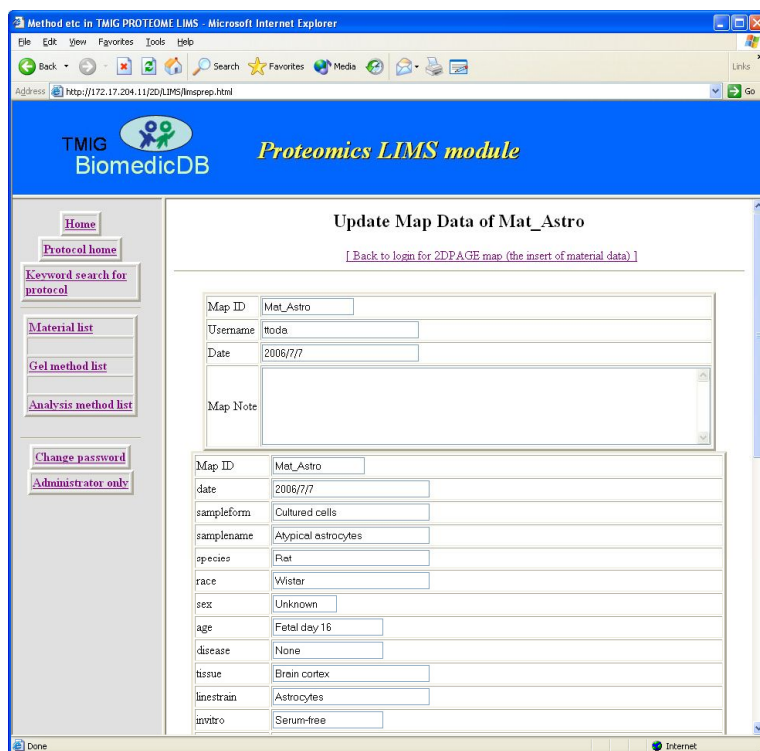 Method etc in TMIG PROTEOME LIMS - Microsoft Internet Explorer
File Edit View Favorites Tools Help
Back Search Favorites Media Links
Address http://172.17.204.11/2D/LIMS/limsprep.html Go
TMIG
BiomedicDB
Proteomics LIMS module
Home
Protocol home
Keyword search for
protocol
Material list
Gel method list
Analysis method list
Change password
Administrator only
Update Map Data of Mat_Astro
[ Back to login for 2DPAGE map (the insert of material data) ]
Map ID Mat_Astro
Username ttoda
Date 2006/7/7
Map Note
Map ID Mat_Astro
date 2006/7/7
sampleform Cultured cells
samplename Atypical astrocytes
species Rat
race Wistar
sex Unknown
age Fetal day 16
disease None
tissue Brain cortex
linestrain Astrocytes
invitro Serum-free
Done Internet